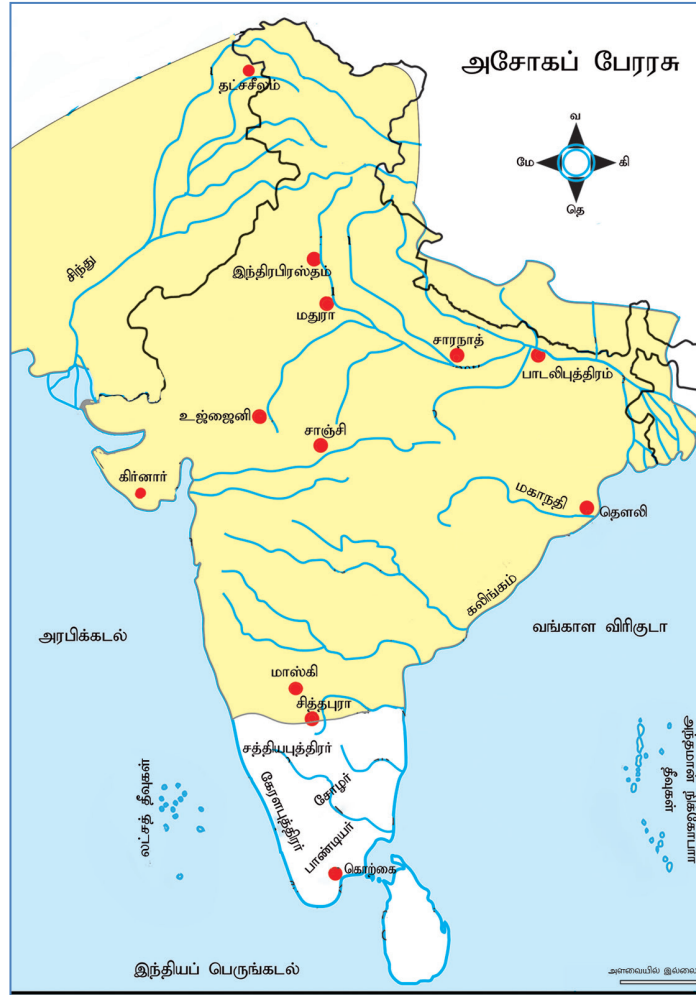 அசோகப் பேரரசு
வ
மே
கி
தெ
தட்சசீலம்
சிந்து
இந்திரபிரஸ்தம்
மதுரா
சாரநாத்
பாடலிபுத்திரம்
உஜ்ஜைனி
சாஞ்சி
கிர்னார்
மகாநதி
தௌலி
கலிங்கம்
அரபிக்கடல்
வங்காள விரிகுடா
மாஸ்கி
சித்தபுரா
சத்தியபுத்திரர்
கேரளபுத்திரர்
சோழர்
பாண்டியர்
கொற்கை
லட்சத் தீவுகள்
அந்தமான் நிக்கோபார்
தீவுகள்
இந்தியப் பெருங்கடல்
அளவையில் இல்லை